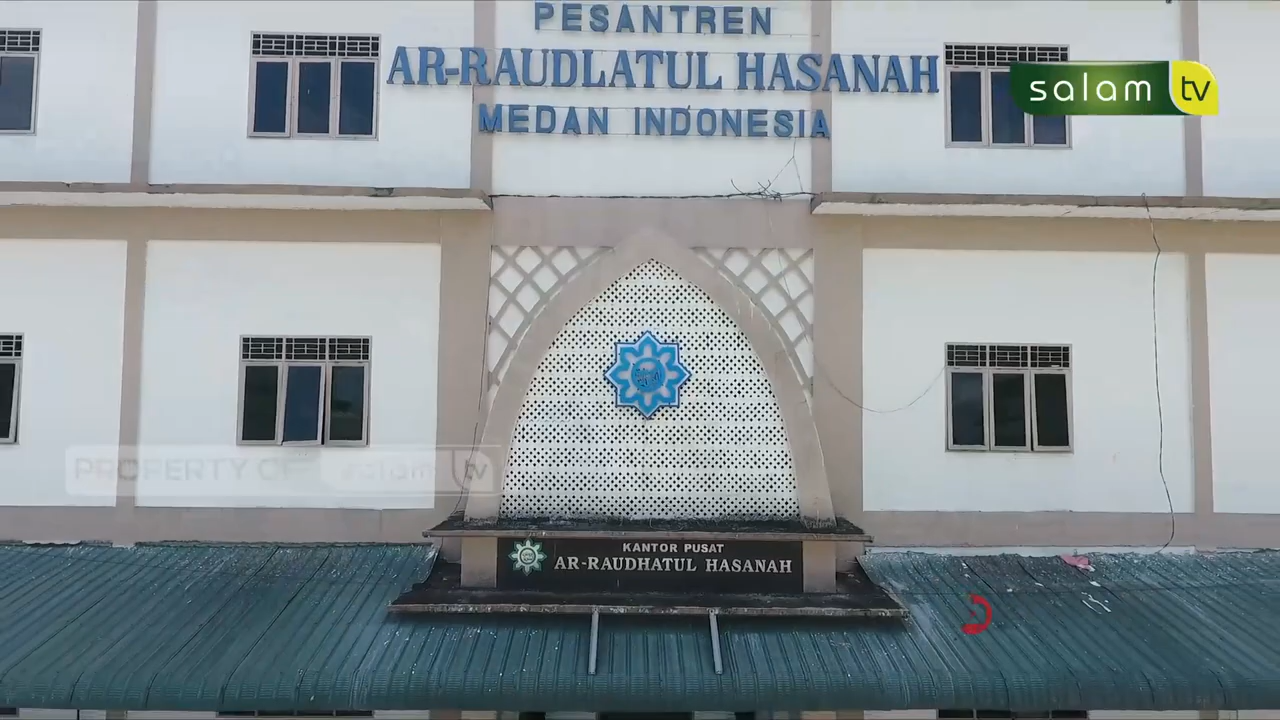 PESANTREN
AR-RAUDLATUL HASANAH
MEDAN INDONESIA
salam tv
PROPERTY OF salam tv
KANTOR PUSAT
AR-RAUDHATUL HASANAH